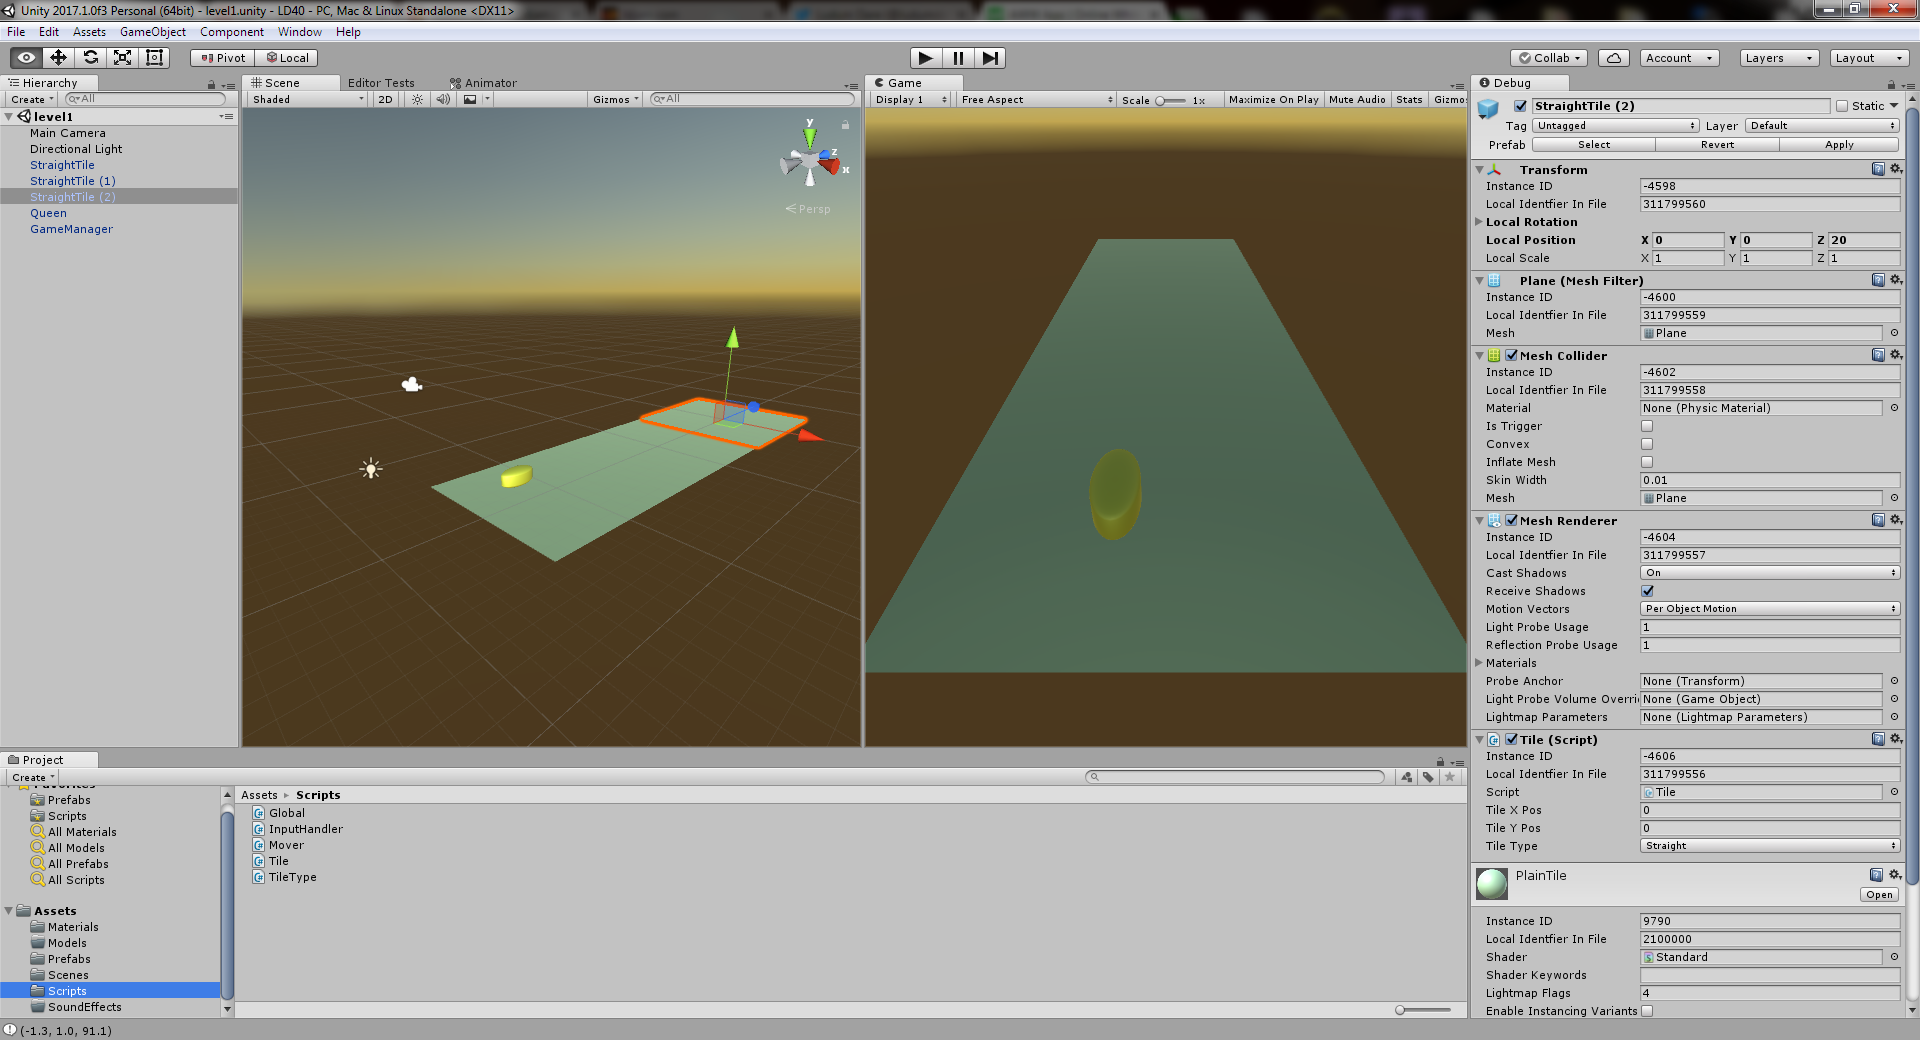 Unity 2017.1.0f3 Personal (64bit) - level1.unity - LD40 - PC, Mac & Linux Standalone <DX11>
File Edit Assets GameObject Component Window Help
Pivot Local Collab Account Layers Layout
Hierarchy
Create All
level1
Main Camera
Directional Light
StraightTile
StraightTile (1)
StraightTile (2)
Queen
GameManager
Scene Editor Tests Animator
Shaded 2D Gizmos All
y
z
x
Persp
Game
Display 1 Free Aspect Scale 1x Maximize On Play Mute Audio Stats Gizmos
Debug
StraightTile (2) Static
Tag Untagged Layer Default
Prefab Select Revert Apply
Transform
Instance ID -4598
Local Identfier In File 311799560
Local Rotation
Local Position X 0 Y 0 Z 20
Local Scale X 1 Y 1 Z 1
Plane (Mesh Filter)
Instance ID -4600
Local Identfier In File 311799559
Mesh Plane
Mesh Collider
Instance ID -4602
Local Identfier In File 311799558
Material None (Physic Material)
Is Trigger
Convex
Inflate Mesh
Skin Width 0.01
Mesh Plane
Mesh Renderer
Instance ID -4604
Local Identfier In File 311799557
Cast Shadows On
Receive Shadows
Motion Vectors Per Object Motion
Light Probe Usage 1
Reflection Probe Usage 1
Materials
Probe Anchor None (Transform)
Light Probe Volume Overri None (Game Object)
Lightmap Parameters None (Lightmap Parameters)
Tile (Script)
Instance ID -4606
Local Identfier In File 311799556
Script Tile
Tile X Pos 0
Tile Y Pos 0
Tile Type Straight
PlainTile
Open
Instance ID 9790
Local Identfier In File 2100000
Shader Standard
Shader Keywords
Lightmap Flags 4
Enable Instancing Variants
Project
Create
Favorites
Prefabs
Scripts
All Materials
All Models
All Prefabs
All Scripts
Assets
Materials
Models
Prefabs
Scenes
Scripts
SoundEffects
Assets Scripts
Global
InputHandler
Mover
Tile
TileType
(-1.3, 1.0, 91.1)